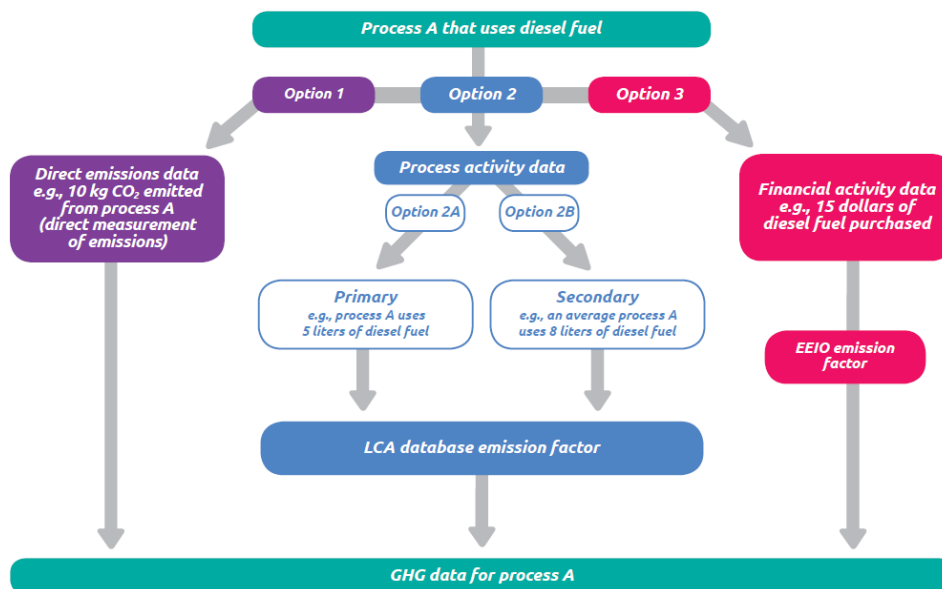 Process A that uses diesel fuel
Option 1
Option 2
Option 3
Direct emissions data
e.g., 10 kg CO₂ emitted
from process A
(direct measurement
of emissions)
Process activity data
Financial activity data
e.g., 15 dollars of
diesel fuel purchased
Option 2A
Option 2B
Primary
e.g., process A uses
5 liters of diesel fuel
Secondary
e.g., an average process A
uses 8 liters of diesel fuel
EEIO emission
factor
LCA database emission factor
GHG data for process A